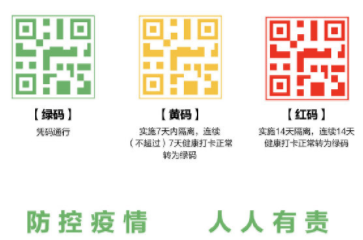 【绿码】 【黄码】 【红码】
凭码通行 实施7天内隔离，连续 实施14天隔离，连续14天
（不超过）7天健康打卡正常 健康打卡正常转为绿码
转为绿码
防控疫情 人人有责